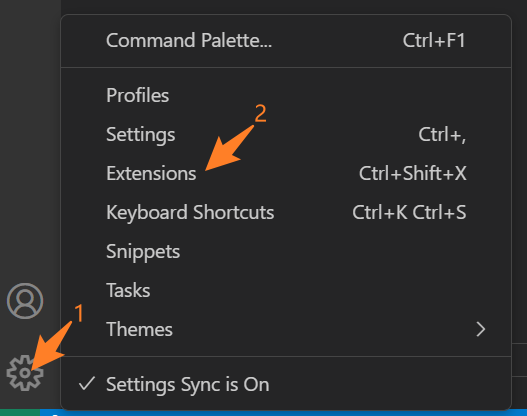 Command Palette... Ctrl+F1
Profiles
2
Settings Ctrl+,
Extensions Ctrl+Shift+X
Keyboard Shortcuts Ctrl+K Ctrl+S
Snippets
Tasks
1
Themes
Settings Sync is On